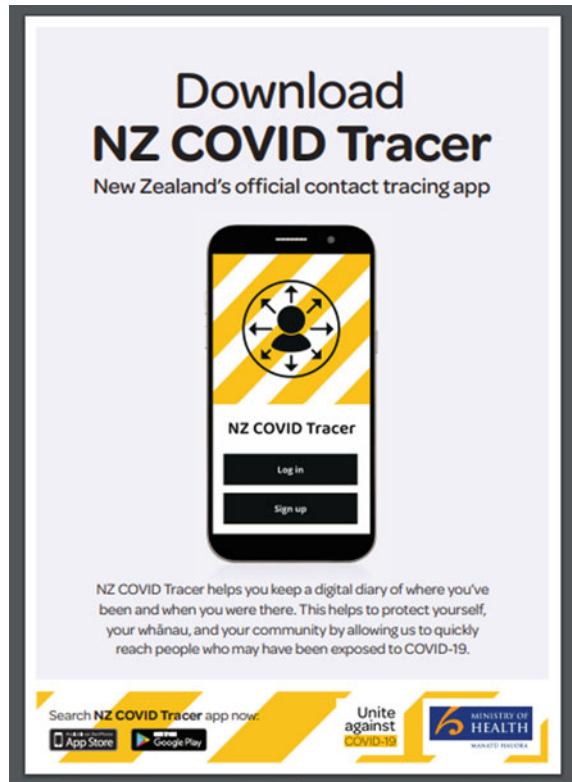 Download
NZ COVID Tracer
New Zealand's official contact tracing app
NZ COVID Tracer
Log in
Sign up
NZ COVID Tracer helps you keep a digital diary of where you've
been and when you were there. This helps to protect yourself,
your whānau, and your community by allowing us to quickly
reach people who may have been exposed to COVID-19.
Search NZ COVID Tracer app now:
App Store
Google Play
Unite
against
COVID-19
MINISTRY OF
HEALTH
MANATŪ HAUORA